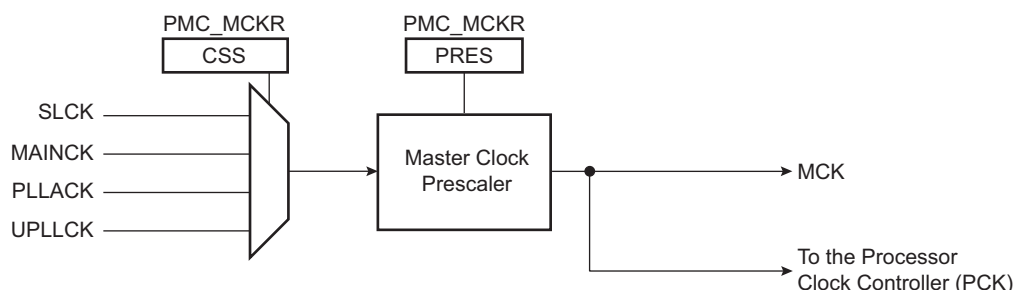 PMC_MCKR
PMC_MCKR
CSS
PRES
SLCK
MAINCK
PLLACK
UPLLCK
Master Clock
Prescaler
MCK
To the Processor
Clock Controller (PCK)